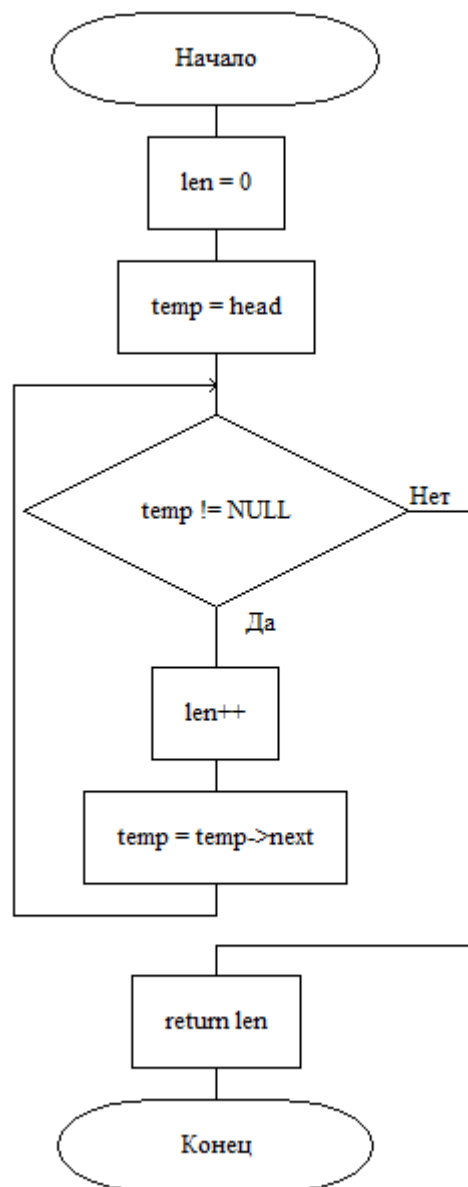 Начало
len = 0
temp = head
temp != NULL
Нет
Да
len++
temp = temp->next
return len
Конец